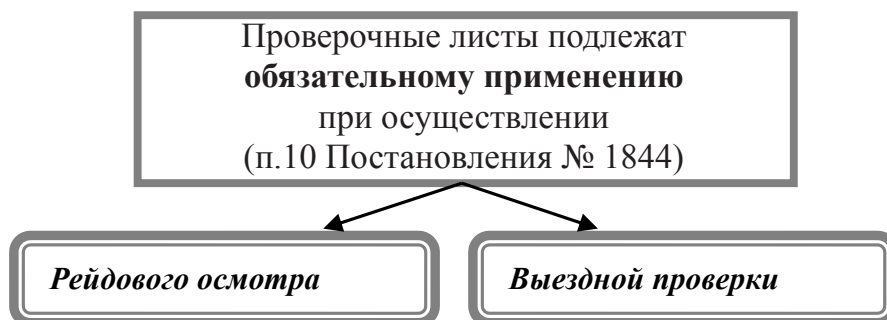 Проверочные листы подлежат
обязательному применению
при осуществлении
(п.10 Постановления № 1844)
Рейдового осмотра
Выездной проверки